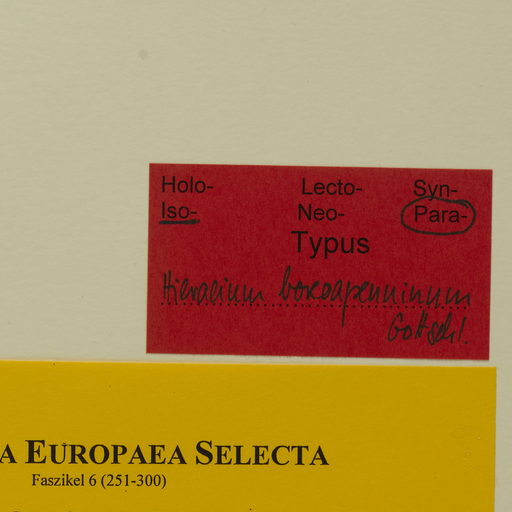 Holo- Lecto- Syn-
Iso- Neo- Para-
Typus
Hieracium boreoapenninum
Gottschl.
A EUROPAEA SELECTA
Faszikel 6 (251-300)